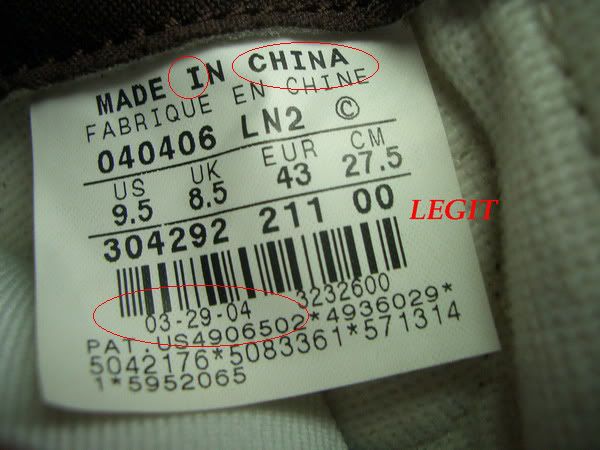 MADE IN CHINA
FABRIQUE EN CHINE
040406 LN2 ©
US UK EUR CM
9.5 8.5 43 27.5
304292 211 00
LEGIT
03-29-04 3232600
PAT.US4906502*4936029*
5042176*5083361*571314
1*5952065